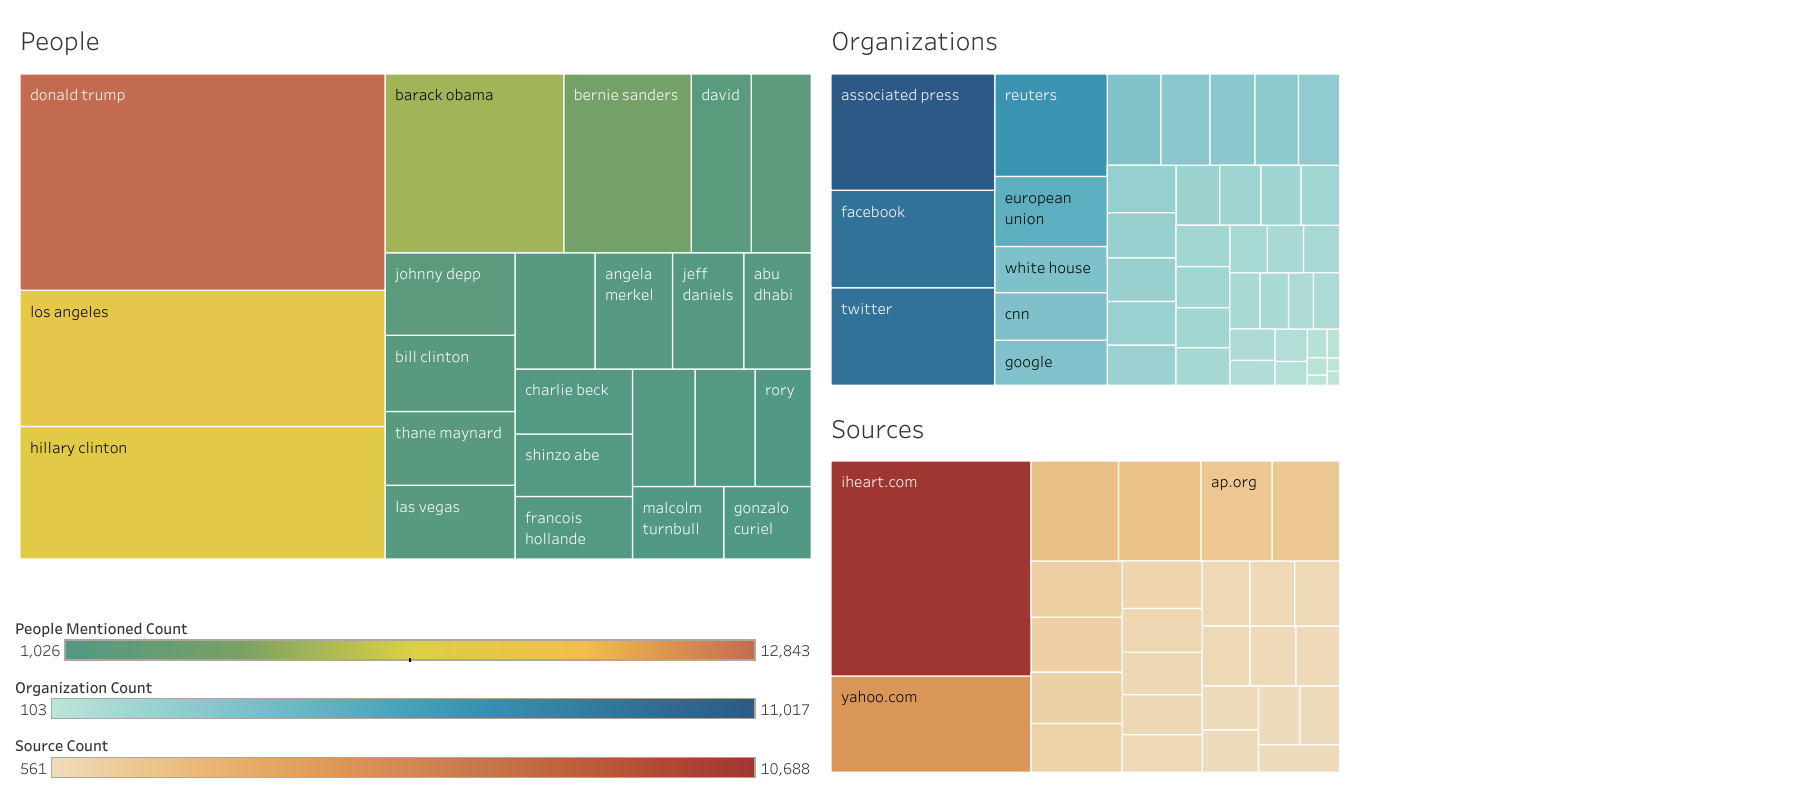 People
donald trump
los angeles
hillary clinton
barack obama
bernie sanders
david
johnny depp
bill clinton
thane maynard
las vegas
angela
merkel
jeff
daniels
abu
dhabi
charlie beck
shinzo abe
francois
hollande
rory
malcolm
turnbull
gonzalo
curiel
Organizations
associated press
facebook
twitter
reuters
european
union
white house
cnn
google
Sources
iheart.com
yahoo.com
ap.org
People Mentioned Count
1,026
12,843
Organization Count
103
11,017
Source Count
561
10,688